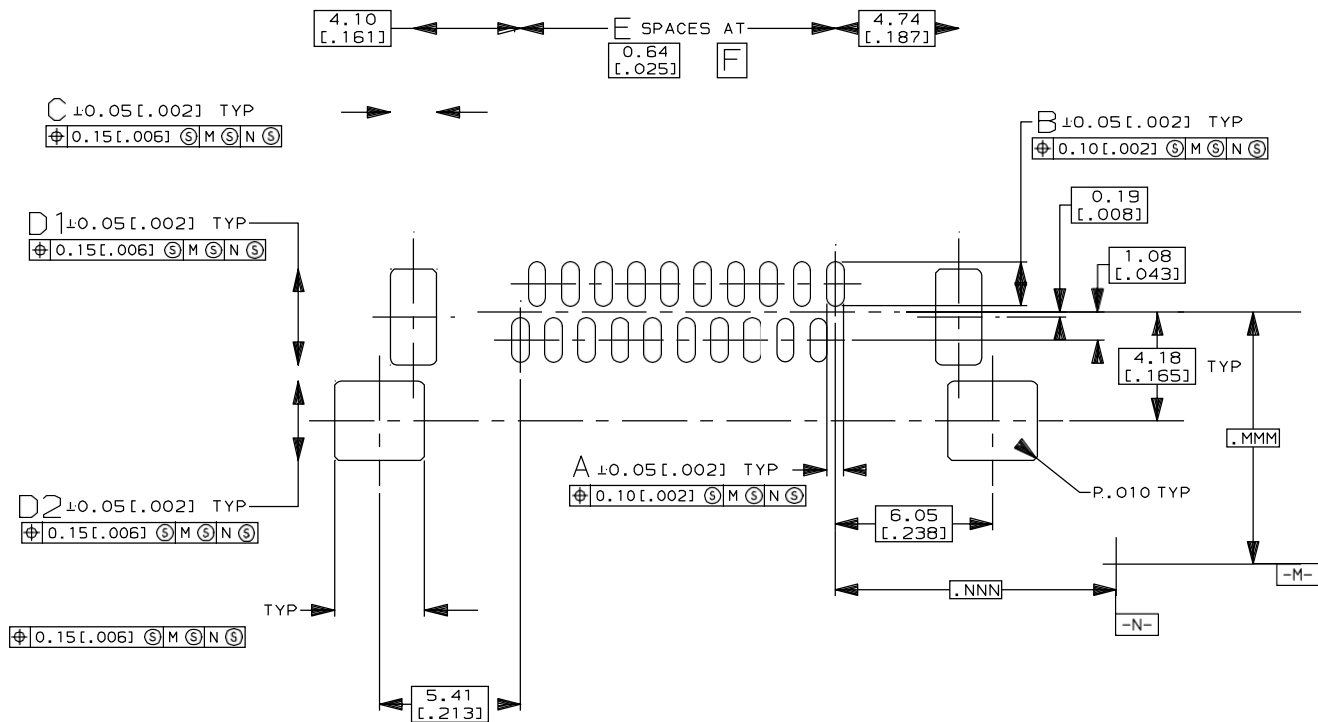 4.10
[.161]
E SPACES AT
0.64
[.025]
F
4.74
[.187]
C ±0.05[.002] TYP
⌖ 0.15[.006] Ⓢ M Ⓢ N Ⓢ
B ±0.05[.002] TYP
⌖ 0.10[.002] Ⓢ M Ⓢ N Ⓢ
0.19
[.008]
D1 ±0.05[.002] TYP
⌖ 0.15[.006] Ⓢ M Ⓢ N Ⓢ
1.08
[.043]
4.18
[.165]
TYP
.MMM
A ±0.05[.002] TYP
⌖ 0.10[.002] Ⓢ M Ⓢ N Ⓢ
P.010 TYP
D2 ±0.05[.002] TYP
⌖ 0.15[.006] Ⓢ M Ⓢ N Ⓢ
6.05
[.238]
-M-
.NNN
TYP
-N-
⌖ 0.15[.006] Ⓢ M Ⓢ N Ⓢ
5.41
[.213]